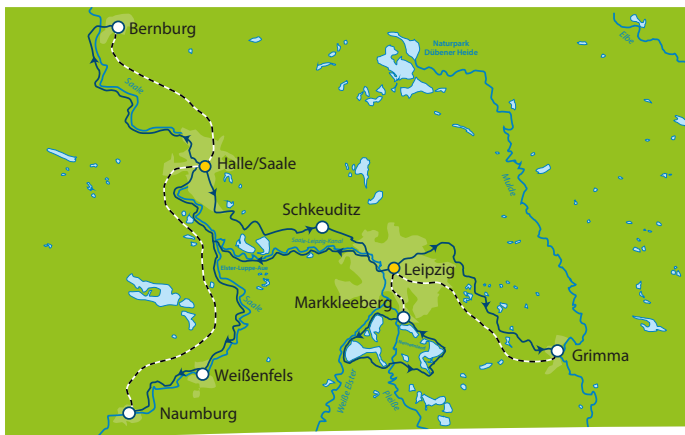 Bernburg
Naturpark
Dübener Heide
Elbe
Saale
Halle/Saale
Mulde
Schkeuditz
Saale-Leipzig-Kanal
Elster-Luppe-Aue
Leipzig
Saale
Markkleeberg
Grimma
Weißenfels
Weiße Elster
Pleiße
Naumburg